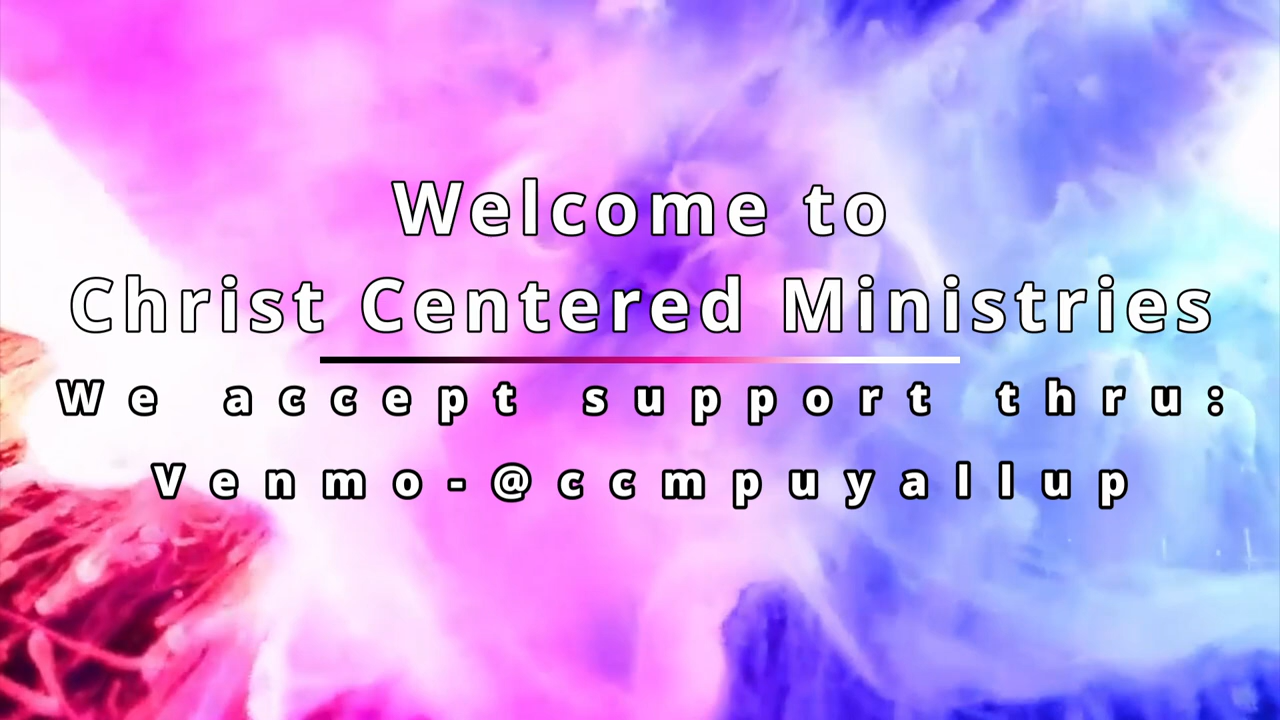 Welcome to
Christ Centered Ministries
We accept support thru:
Venmo-@ccmpuyallup